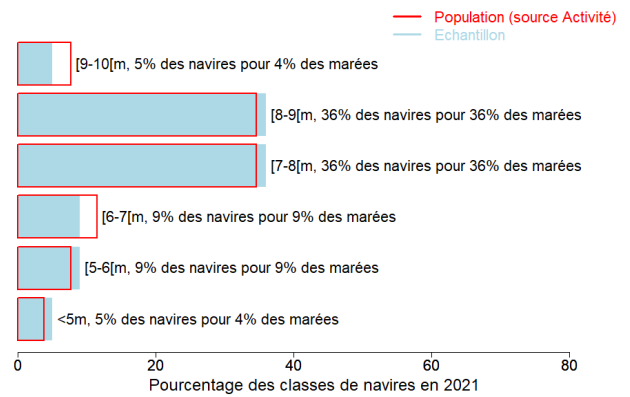 Population (source Activité)
Echantillon
[9-10[m, 5% des navires pour 4% des marées
[8-9[m, 36% des navires pour 36% des marées
[7-8[m, 36% des navires pour 36% des marées
[6-7[m, 9% des navires pour 9% des marées
[5-6[m, 9% des navires pour 9% des marées
<5m, 5% des navires pour 4% des marées
0 20 40 60 80
Pourcentage des classes de navires en 2021